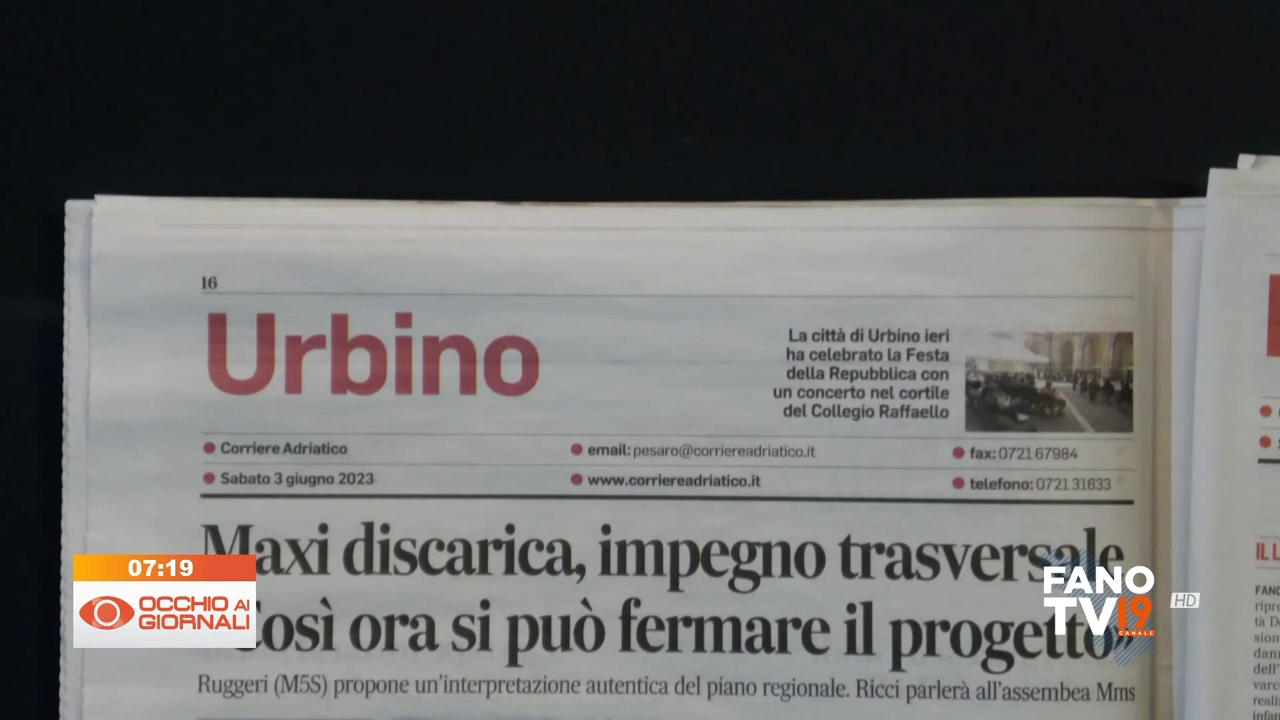 16
Urbino
La città di Urbino ieri
ha celebrato la Festa
della Repubblica con
un concerto nel cortile
del Collegio Raffaello
Corriere Adriatico
email: pesaro@corriereadriatico.it
fax: 0721 67984
Sabato 3 giugno 2023
www.corriereadriatico.it
telefono: 0721 31633
Maxi discarica, impegno trasversale
Così ora si può fermare il progetto»
Ruggeri (M5S) propone un'interpretazione autentica del piano regionale. Ricci parlerà all'assembea Mms
07:19
OCCHIO AI
GIORNALI
FANO
TV19
CANALE
HD
IL L
FANO